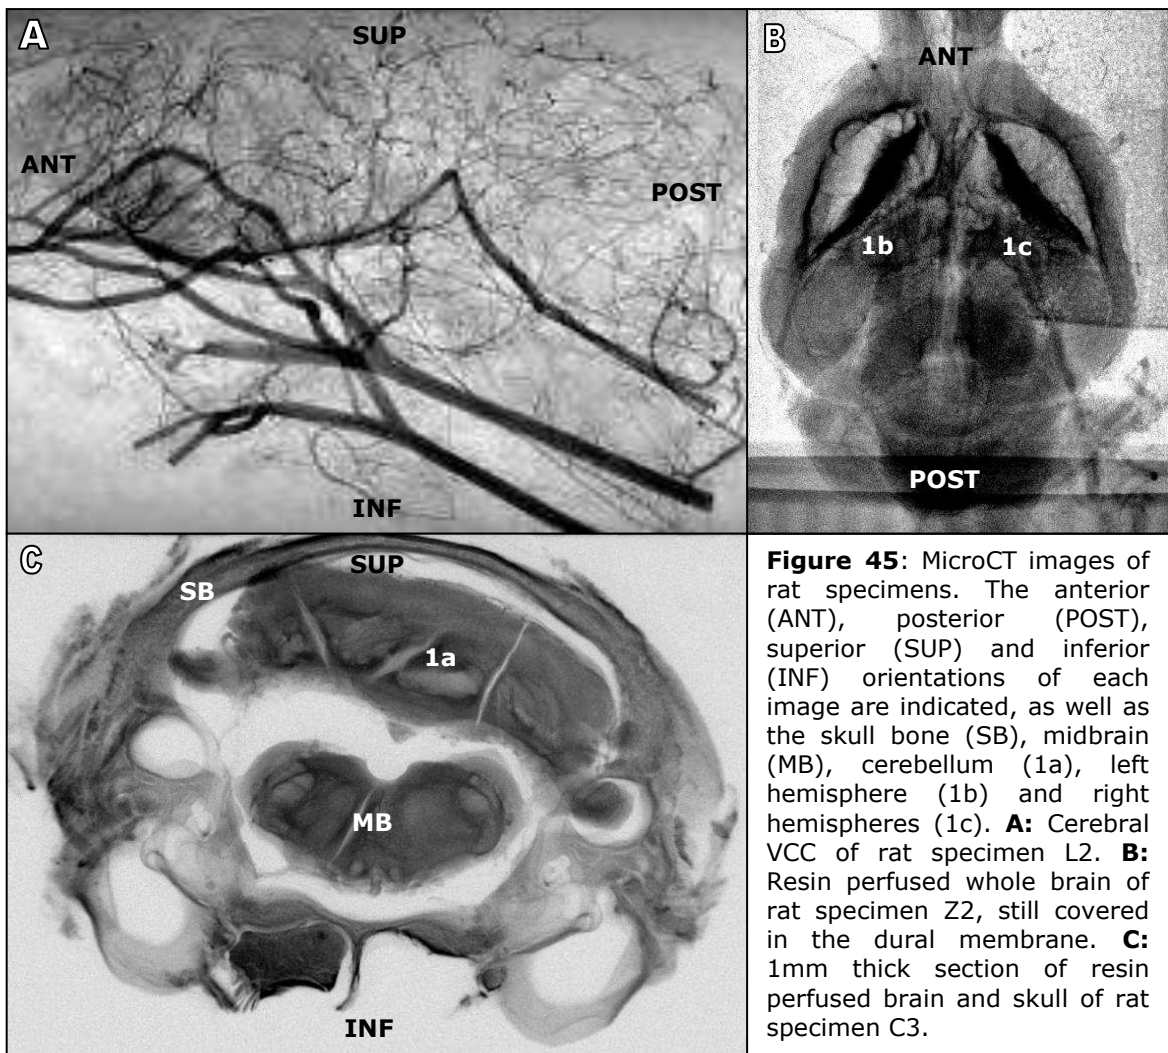 A
SUP
ANT
POST
INF
B
ANT
1b
1c
POST
C
SUP
SB
1a
MB
INF
Figure 45: MicroCT images of
rat specimens. The anterior
(ANT), posterior (POST),
superior (SUP) and inferior
(INF) orientations of each
image are indicated, as well as
the skull bone (SB), midbrain
(MB), cerebellum (1a), left
hemisphere (1b) and right
hemispheres (1c). A: Cerebral
VCC of rat specimen L2. B:
Resin perfused whole brain of
rat specimen Z2, still covered
in the dural membrane. C:
1mm thick section of resin
perfused brain and skull of rat
specimen C3.